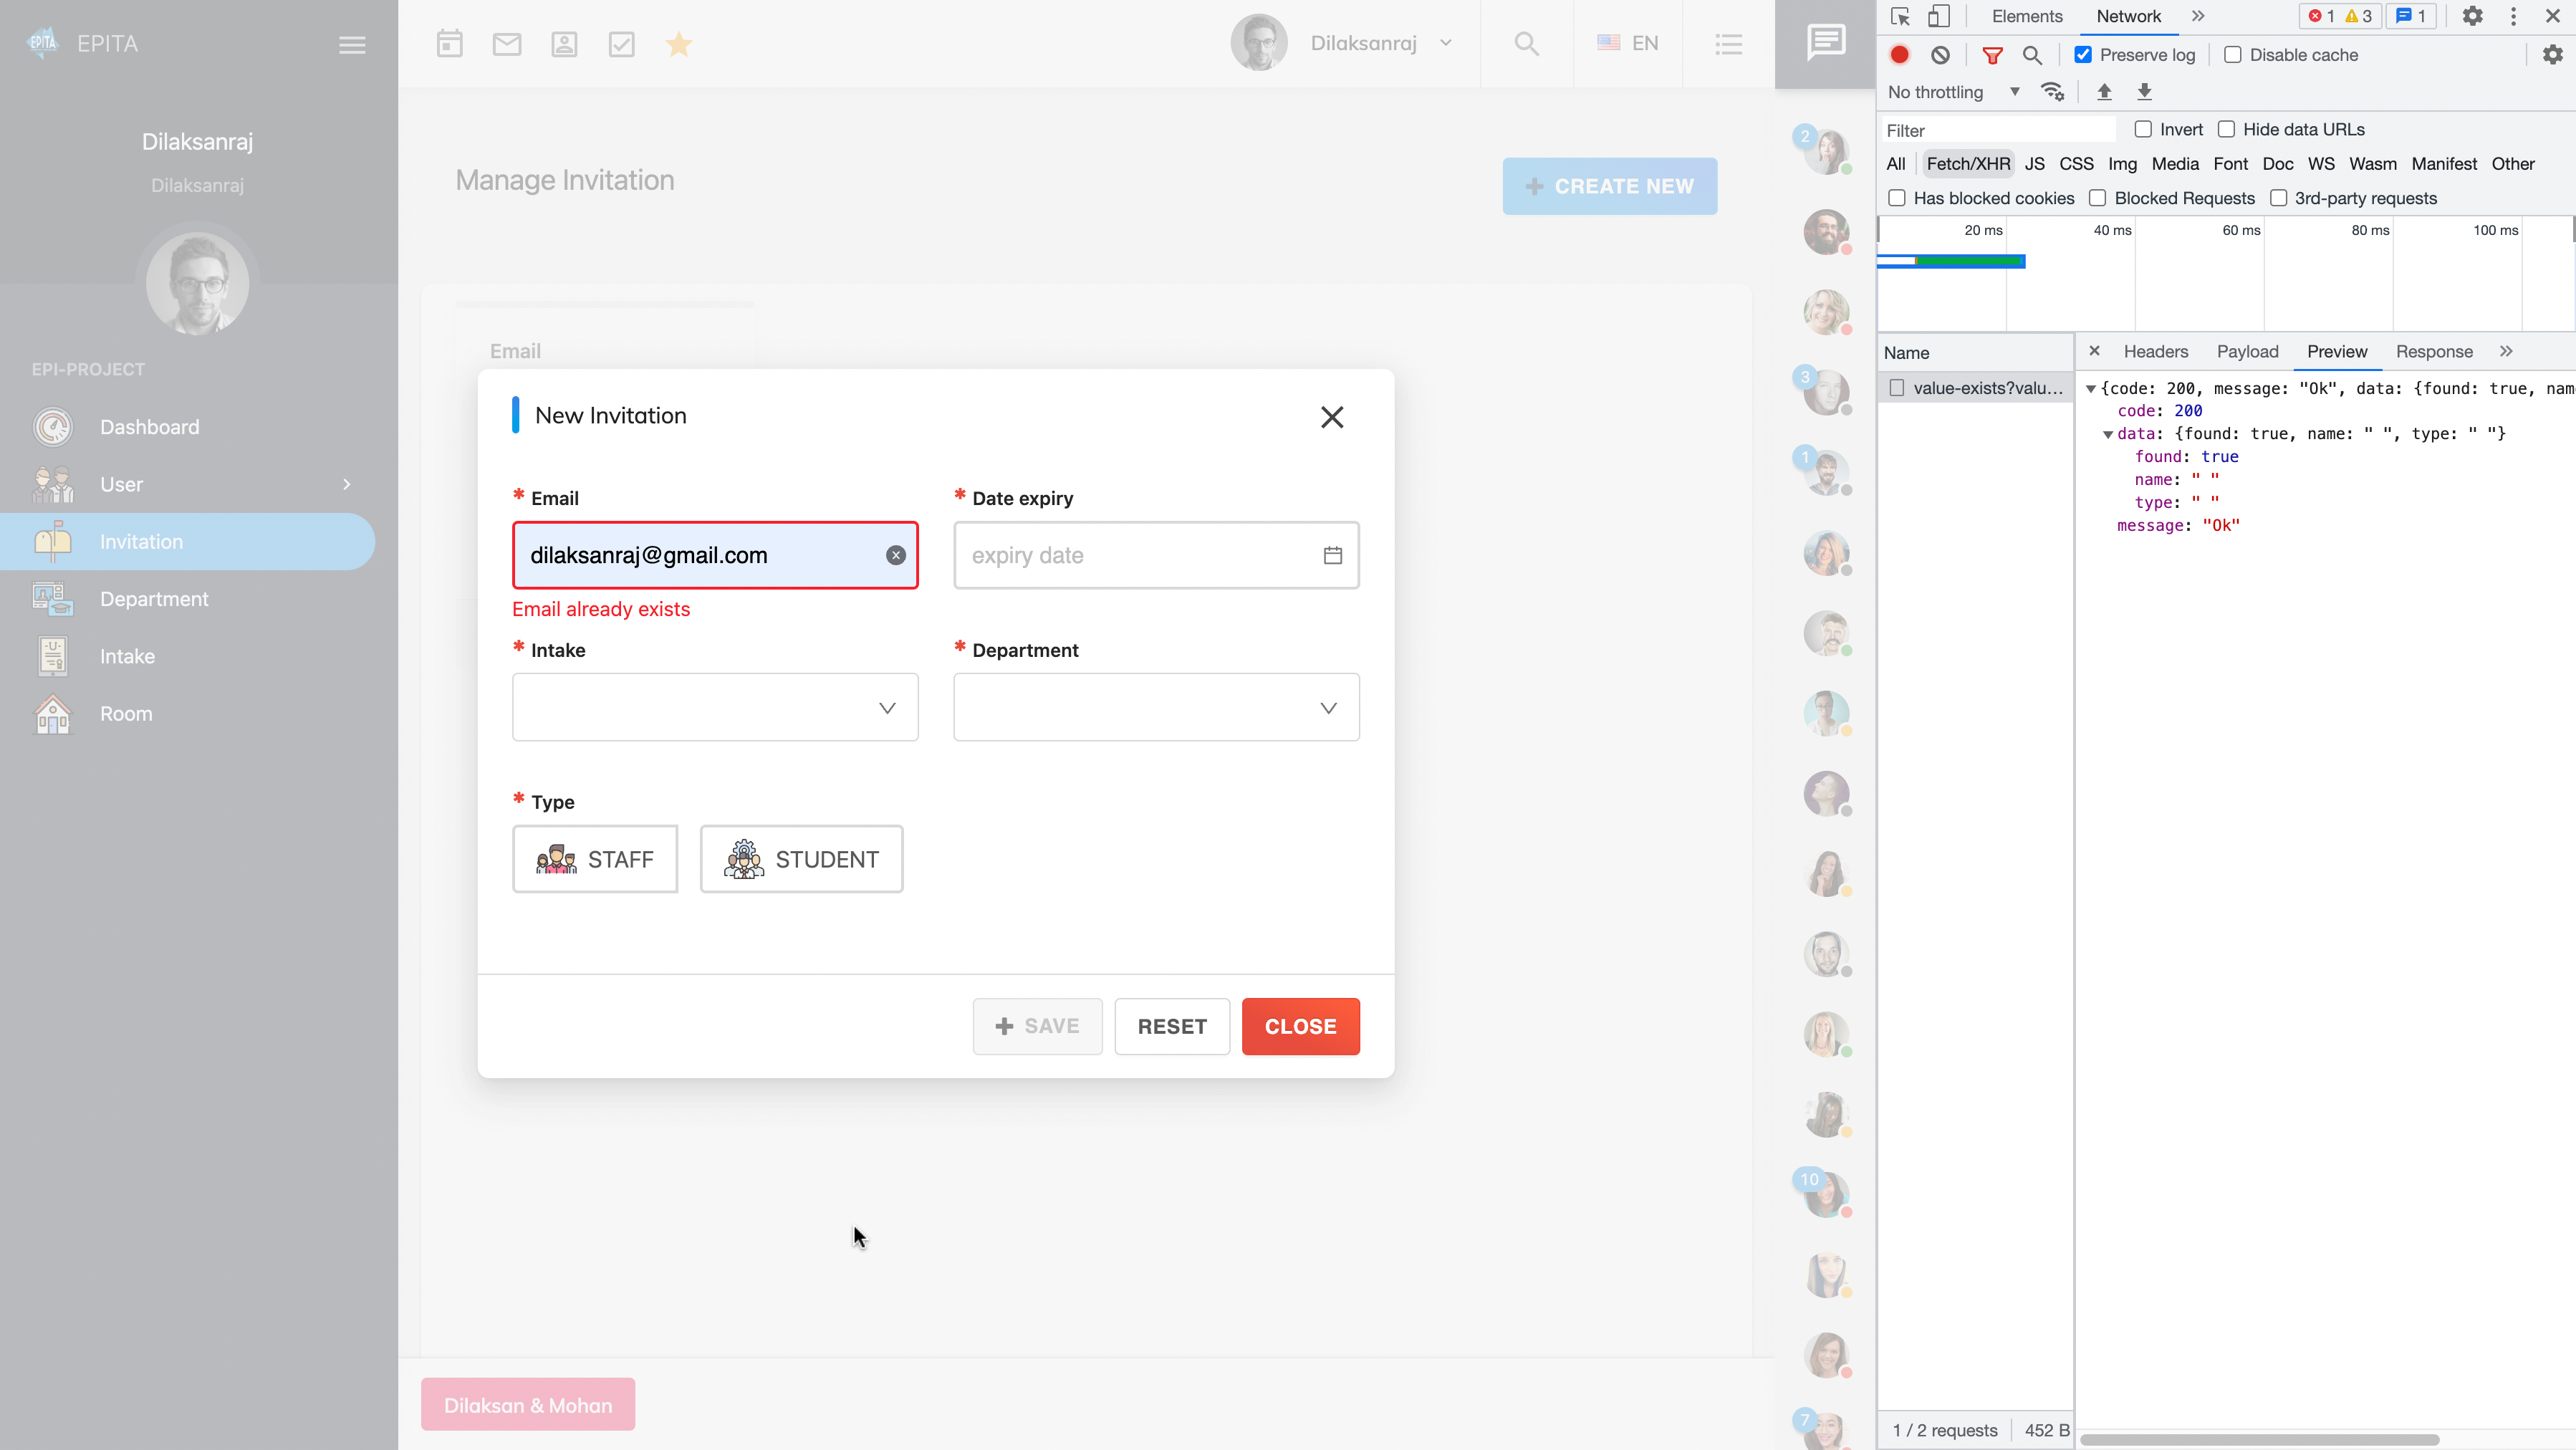 EPITA
EPITA
Dilaksanraj
Dilaksanraj
EPI-PROJECT
Dashboard
User
Invitation
Department
Intake
Room
Dilaksanraj
EN
Manage Invitation
CREATE NEW
Email
New Invitation
* Email
* Date expiry
dilaksanraj@gmail.com
expiry date
Email already exists
* Intake
* Department
* Type
STAFF
STUDENT
SAVE
RESET
CLOSE
Dilaksan & Mohan
2
3
1
10
7
Elements
Network
1
3
1
Preserve log
Disable cache
No throttling
Filter
Invert
Hide data URLs
All
Fetch/XHR
JS
CSS
Img
Media
Font
Doc
WS
Wasm
Manifest
Other
Has blocked cookies
Blocked Requests
3rd-party requests
20 ms
40 ms
60 ms
80 ms
100 ms
Name
Headers
Payload
Preview
Response
value-exists?valu...
{code: 200, message: "Ok", data: {found: true, nam
code: 200
data: {found: true, name: " ", type: " "}
found: true
name: " "
type: " "
message: "Ok"
1 / 2 requests
452 B